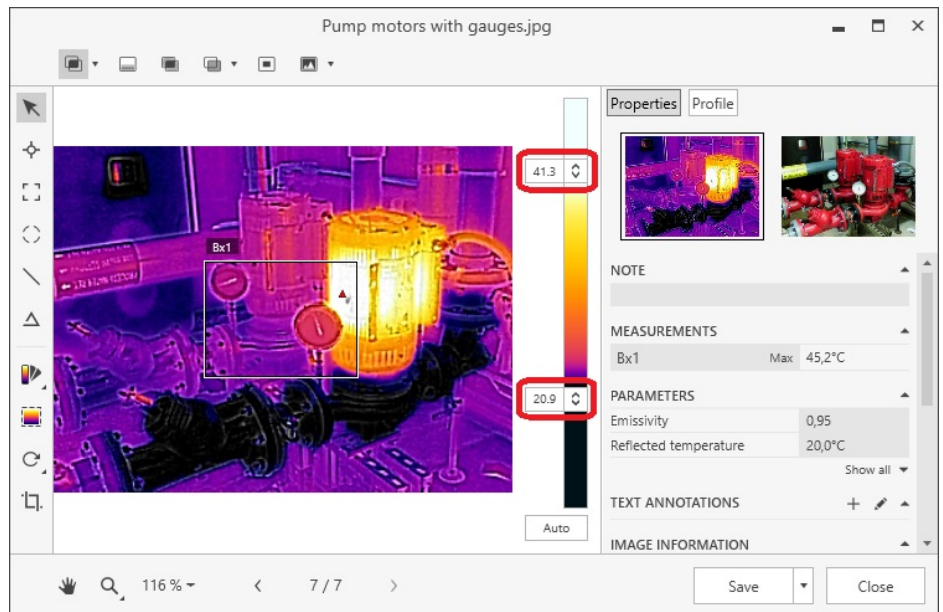 Pump motors with gauges.jpg
Properties Profile
41.3
Bx1
NOTE
MEASUREMENTS
Bx1 Max 45,2°C
20.9
PARAMETERS
Emissivity 0,95
Reflected temperature 20,0°C
Show all
TEXT ANNOTATIONS
Auto
IMAGE INFORMATION
116 % 7 / 7 Save Close